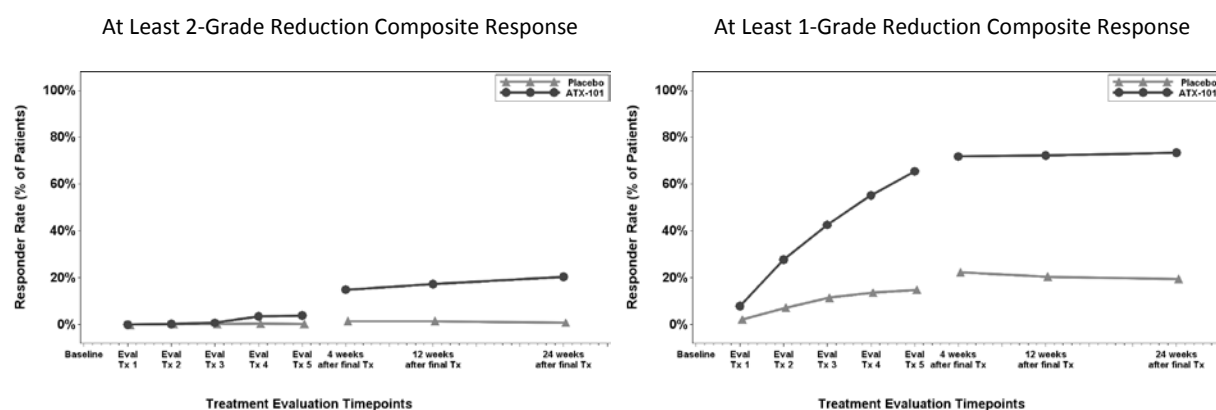 At Least 2-Grade Reduction Composite Response
Placebo
ATX-101
100%
80%
60%
40%
20%
0%
Responder Rate (% of Patients)
Baseline
Eval Tx 1
Eval Tx 2
Eval Tx 3
Eval Tx 4
Eval Tx 5
4 weeks after final Tx
12 weeks after final Tx
24 weeks after final Tx
Treatment Evaluation Timepoints
At Least 1-Grade Reduction Composite Response
Placebo
ATX-101
100%
80%
60%
40%
20%
0%
Responder Rate (% of Patients)
Baseline
Eval Tx 1
Eval Tx 2
Eval Tx 3
Eval Tx 4
Eval Tx 5
4 weeks after final Tx
12 weeks after final Tx
24 weeks after final Tx
Treatment Evaluation Timepoints